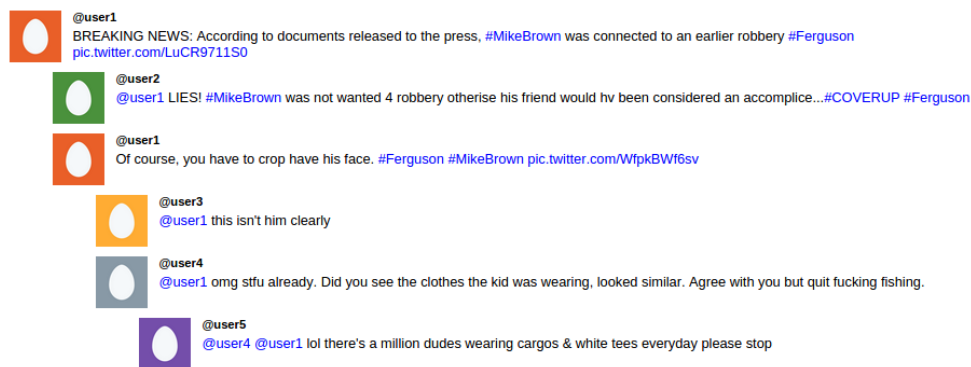 @user1
BREAKING NEWS: According to documents released to the press, #MikeBrown was connected to an earlier robbery #Ferguson
pic.twitter.com/LuCR9711S0
@user2
@user1 LIES! #MikeBrown was not wanted 4 robbery otherise his friend would hv been considered an accomplice...#COVERUP #Ferguson
@user1
Of course, you have to crop have his face. #Ferguson #MikeBrown pic.twitter.com/WfpkBWf6sv
@user3
@user1 this isn't him clearly
@user4
@user1 omg stfu already. Did you see the clothes the kid was wearing, looked similar. Agree with you but quit fucking fishing.
@user5
@user4 @user1 lol there's a million dudes wearing cargos & white tees everyday please stop